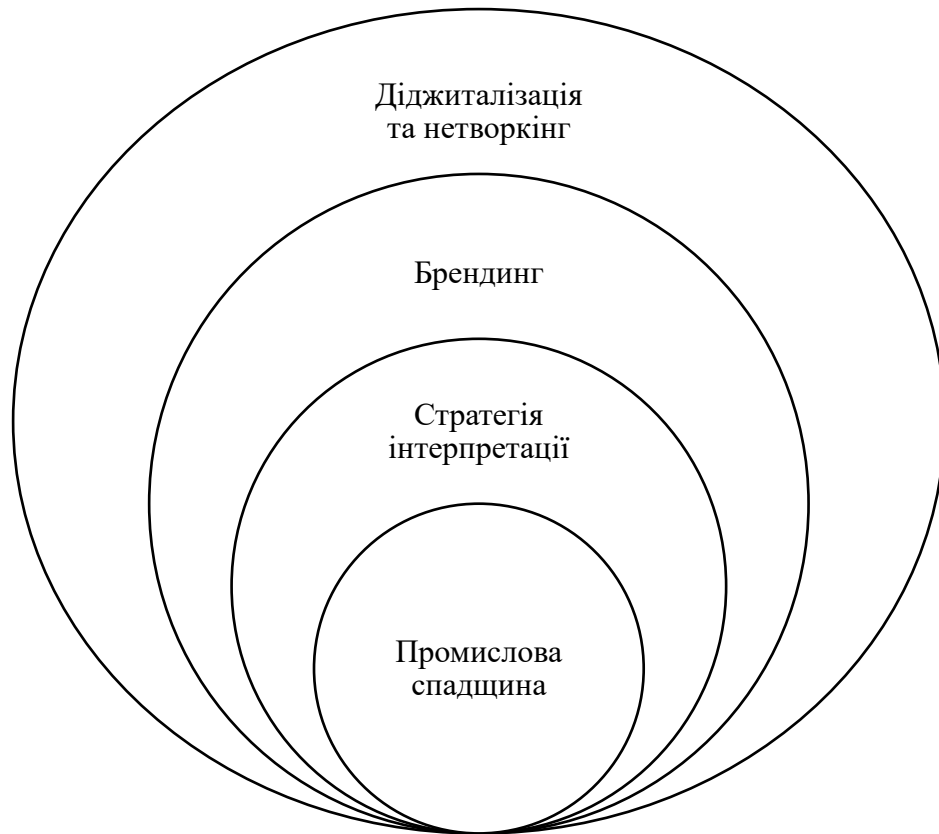 Діджиталізація
та нетворкінг
Брендинг
Стратегія
інтерпретації
Промислова
спадщина